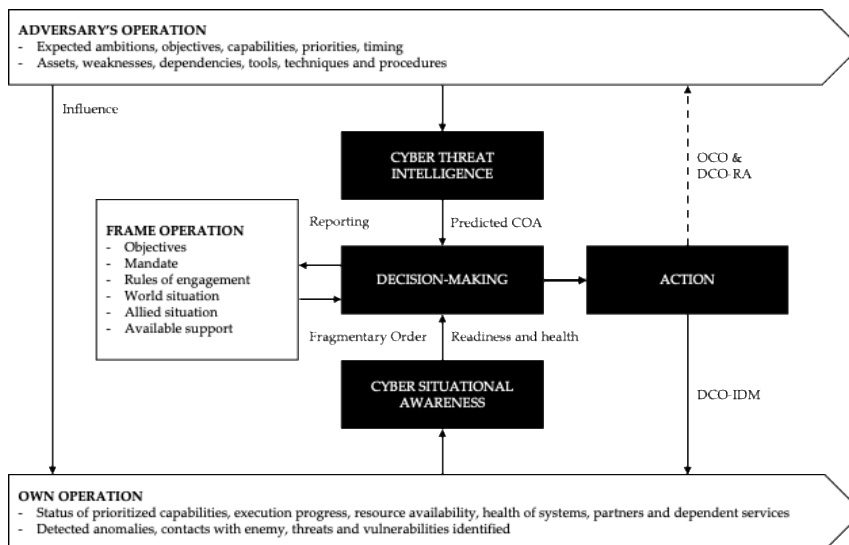 ADVERSARY'S OPERATION
- Expected ambitions, objectives, capabilities, priorities, timing
- Assets, weaknesses, dependencies, tools, techniques and procedures
Influence
CYBER THREAT
INTELLIGENCE
OCO &
DCO-RA
Reporting
Predicted COA
FRAME OPERATION
- Objectives
- Mandate
- Rules of engagement
- World situation
- Allied situation
- Available support
DECISION-MAKING
ACTION
Fragmentary Order
Readiness and health
CYBER SITUATIONAL
AWARENESS
DCO-IDM
OWN OPERATION
- Status of prioritized capabilities, execution progress, resource availability, health of systems, partners and dependent services
- Detected anomalies, contacts with enemy, threats and vulnerabilities identified